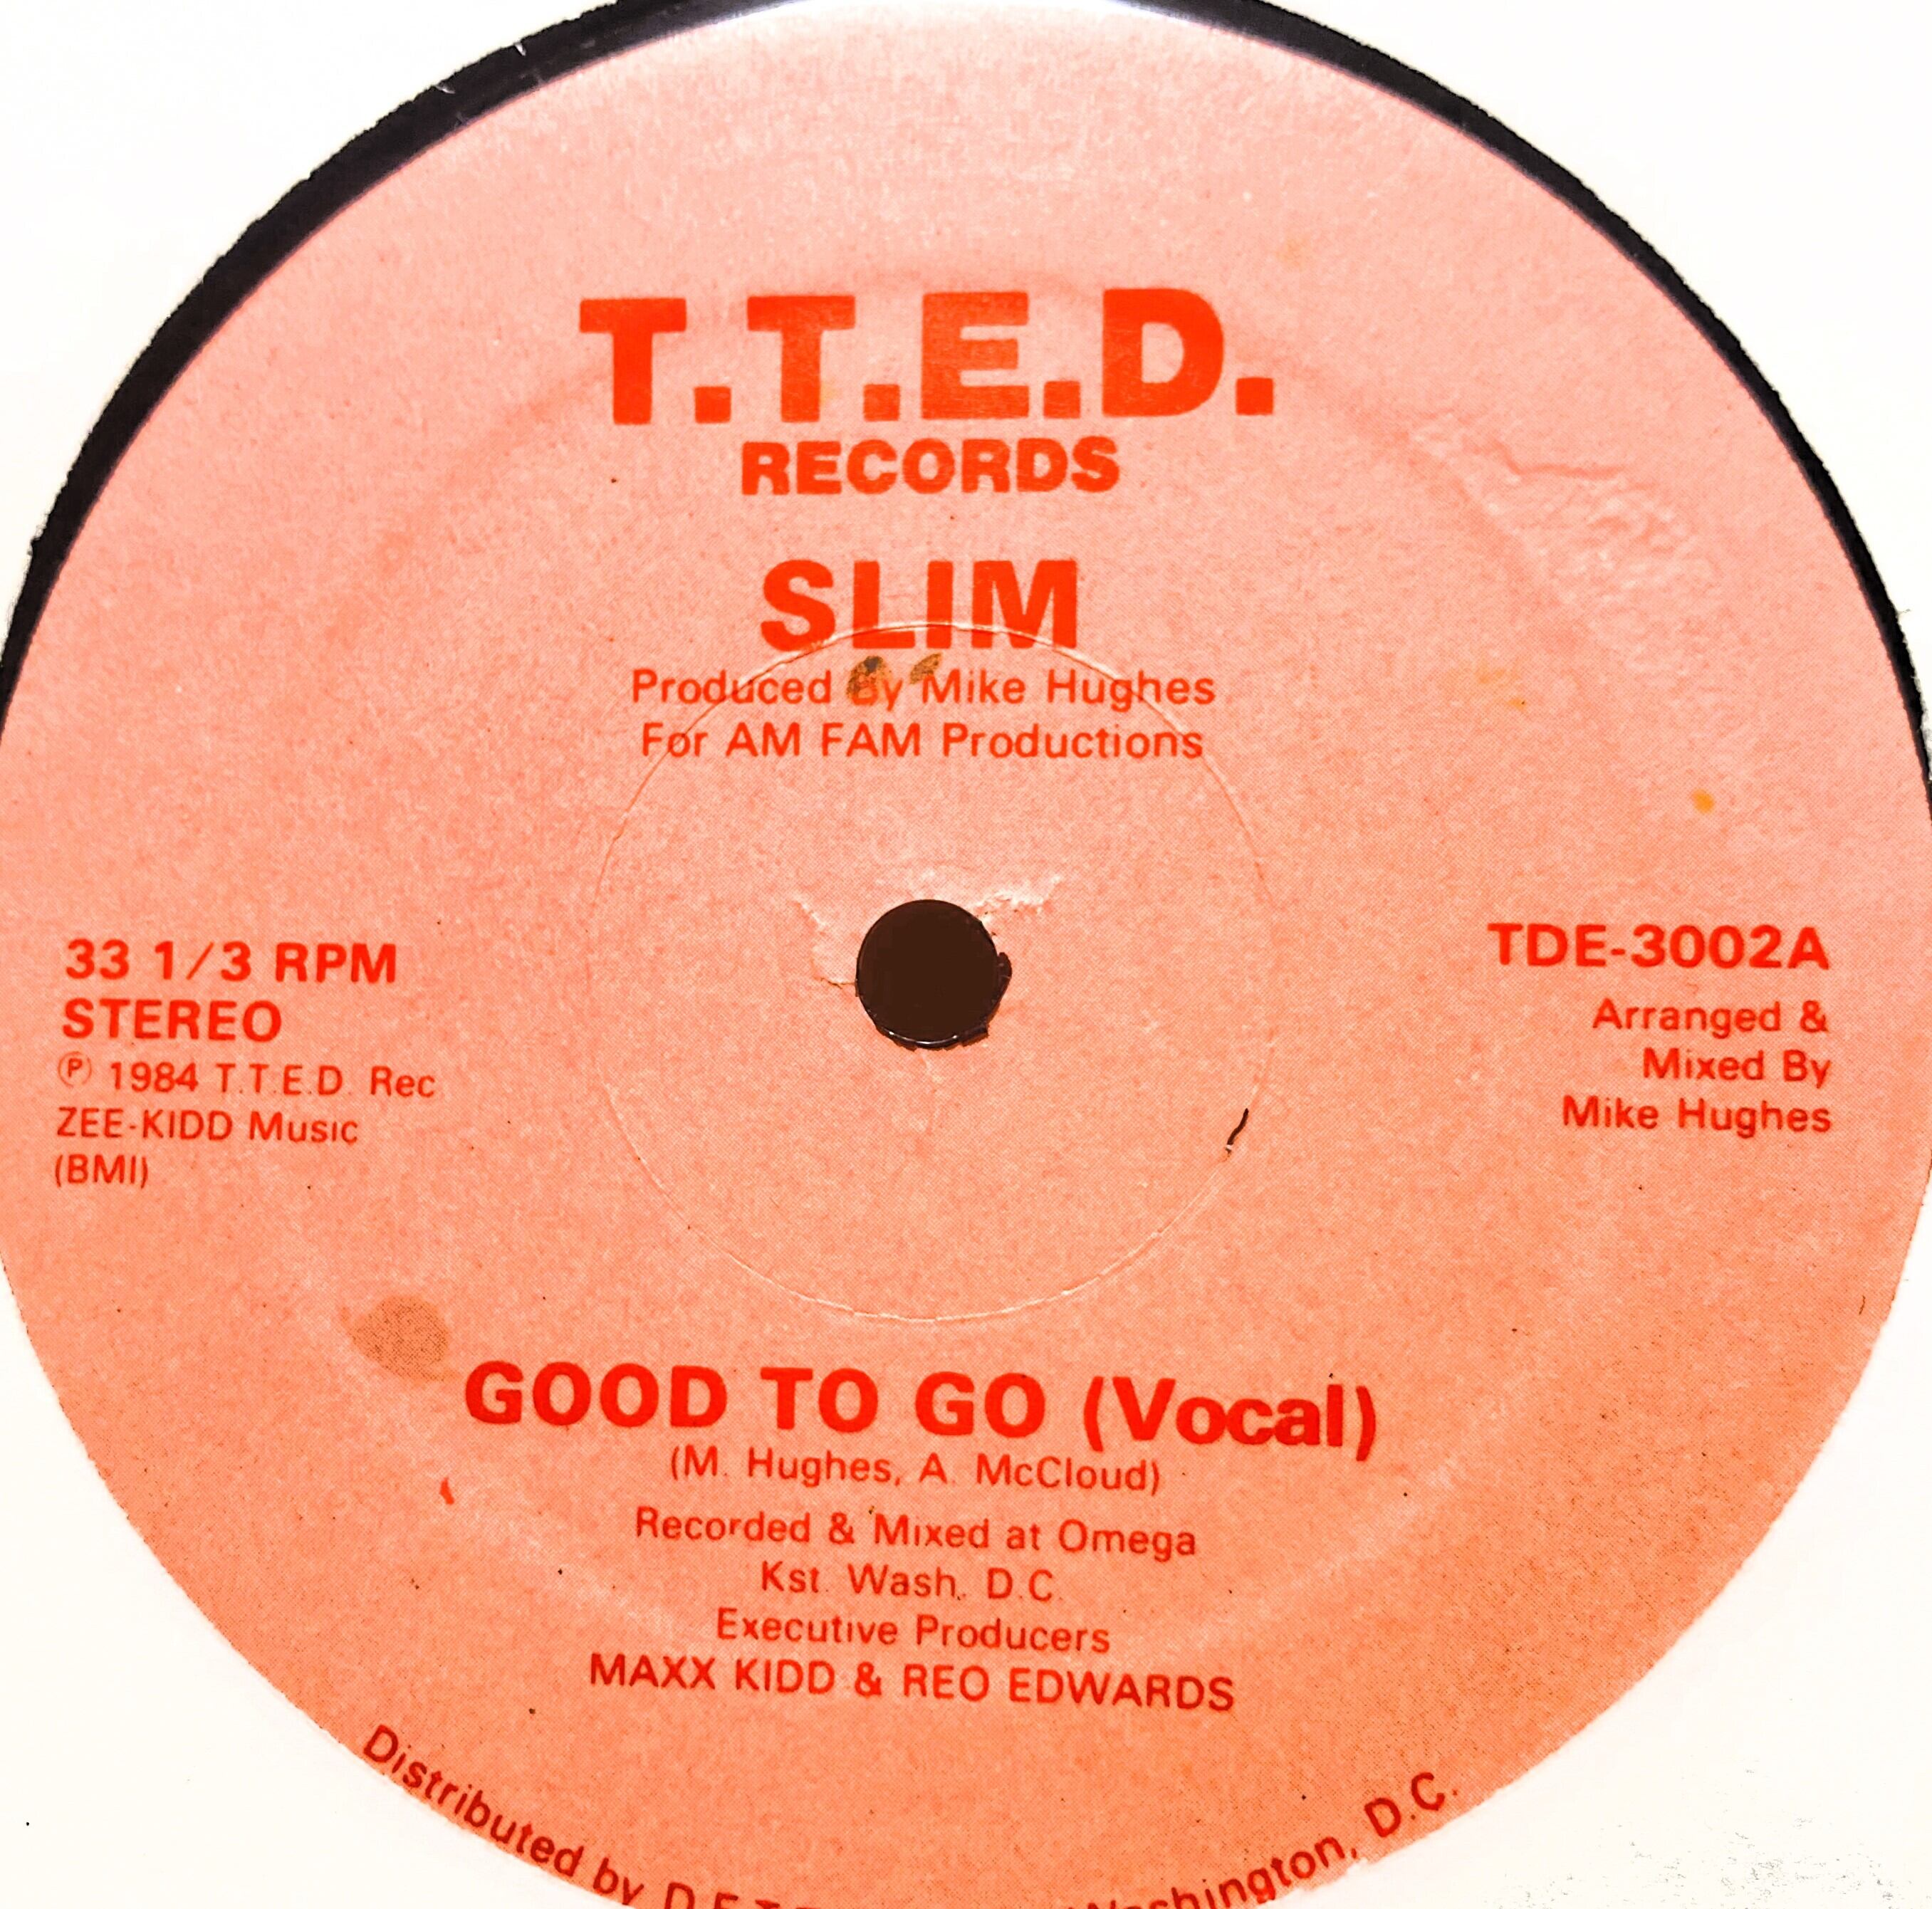 T.T.E.D.
RECORDS
SLIM
Produced By Mike Hughes
For AM FAM Productions
33 1/3 RPM
STEREO
℗ 1984 T.T.E.D. Rec
ZEE-KIDD Music
(BMI)
TDE-3002A
Arranged &
Mixed By
Mike Hughes
GOOD TO GO (Vocal)
(M. Hughes, A. McCloud)
Recorded & Mixed at Omega
Kst. Wash. D.C.
Executive Producers
MAXX KIDD & REO EDWARDS
Distributed by Washington, D.C.